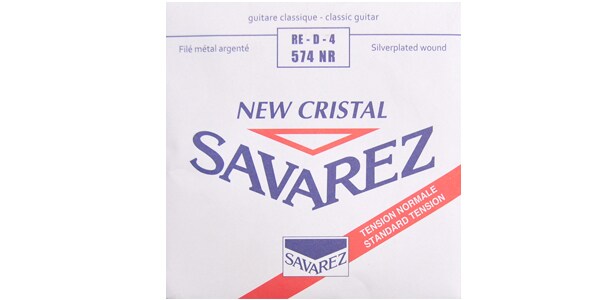 guitare classique - classic guitar
RE - D - 4
574 NR
Filé métal argenté
Silverplated wound
NEW CRISTAL
SAVAREZ
TENSION NORMALE
STANDARD TENSION
SAVAREZ